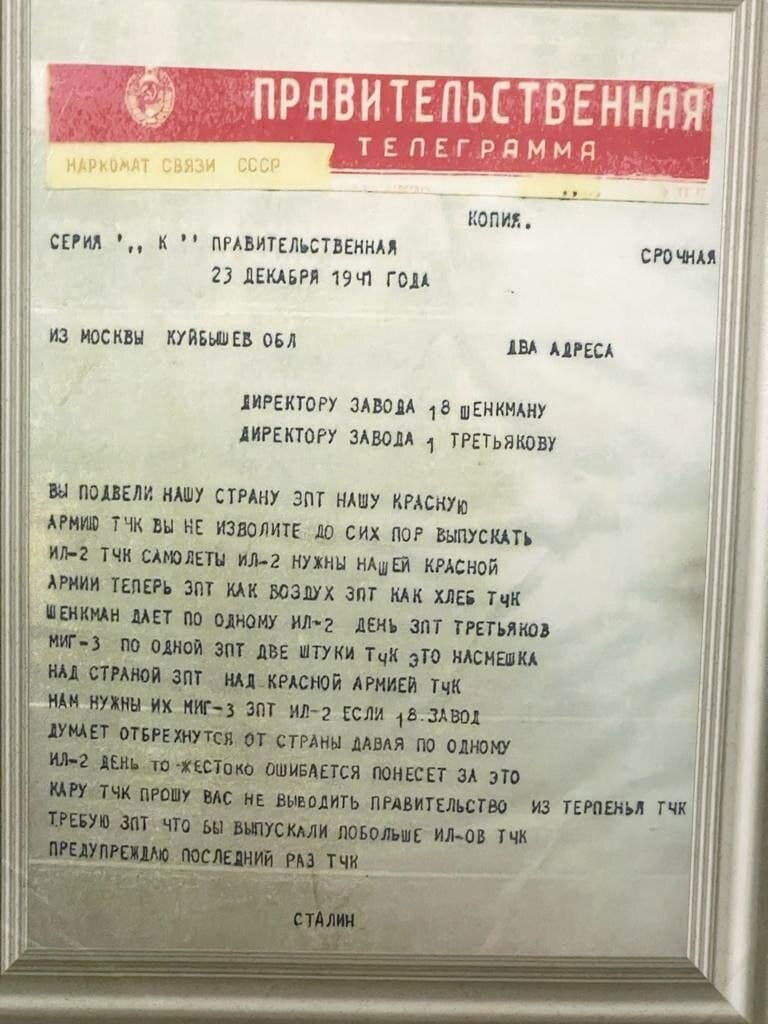 ПРАВИТЕЛЬСТВЕННАЯ
ТЕЛЕГРАММА
НАРКОМАТ СВЯЗИ СССР
КОПИЯ.
СЕРИЯ ",, К " ПРАВИТЕЛЬСТВЕННАЯ
СРОЧНАЯ
23 ДЕКАБРЯ 1941 ГОДА
ИЗ МОСКВЫ КУЙБЫШЕВ ОБЛ ДВА АДРЕСА
ДИРЕКТОРУ ЗАВОДА 18 ШЕНКМАНУ
ДИРЕКТОРУ ЗАВОДА 1 ТРЕТЬЯКОВУ
ВЫ ПОДВЕЛИ НАШУ СТРАНУ ЗПТ НАШУ КРАСНУЮ
АРМИЮ ТЧК ВЫ НЕ ИЗВОЛИТЕ ДО СИХ ПОР ВЫПУСКАТЬ
ИЛ-2 ТЧК САМОЛЕТЫ ИЛ-2 НУЖНЫ НАШЕЙ КРАСНОЙ
АРМИИ ТЕПЕРЬ ЗПТ КАК ВОЗДУХ ЗПТ КАК ХЛЕБ ТЧК
ШЕНКМАН ДАЕТ ПО ОДНОМУ ИЛ-2 ДЕНЬ ЗПТ ТРЕТЬЯКОВ
МИГ-3 ПО ОДНОЙ ЗПТ ДВЕ ШТУКИ ТЧК ЭТО НАСМЕШКА
НАД СТРАНОЙ ЗПТ НАД КРАСНОЙ АРМИЕЙ ТЧК
НАМ НУЖНЫ ИХ МИГ-3 ЗПТ ИЛ-2 ЕСЛИ 18 ЗАВОД
ДУМАЕТ ОТБРЕХНУТСЯ ОТ СТРАНЫ ДАВАЯ ПО ОДНОМУ
ИЛ-2 ДЕНЬ ТО ЖЕСТОКО ОШИБАЕТСЯ ПОНЕСЕТ ЗА ЭТО
КАРУ ТЧК ПРОШУ ВАС НЕ ВЫВОДИТЬ ПРАВИТЕЛЬСТВО ИЗ ТЕРПЕНЬЯ ТЧК
ТРЕБУЮ ЗПТ ЧТО БЫ ВЫПУСКАЛИ ПОБОЛЬШЕ ИЛ-ОВ ТЧК
ПРЕДУПРЕЖДАЮ ПОСЛЕДНИЙ РАЗ ТЧК
СТАЛИН